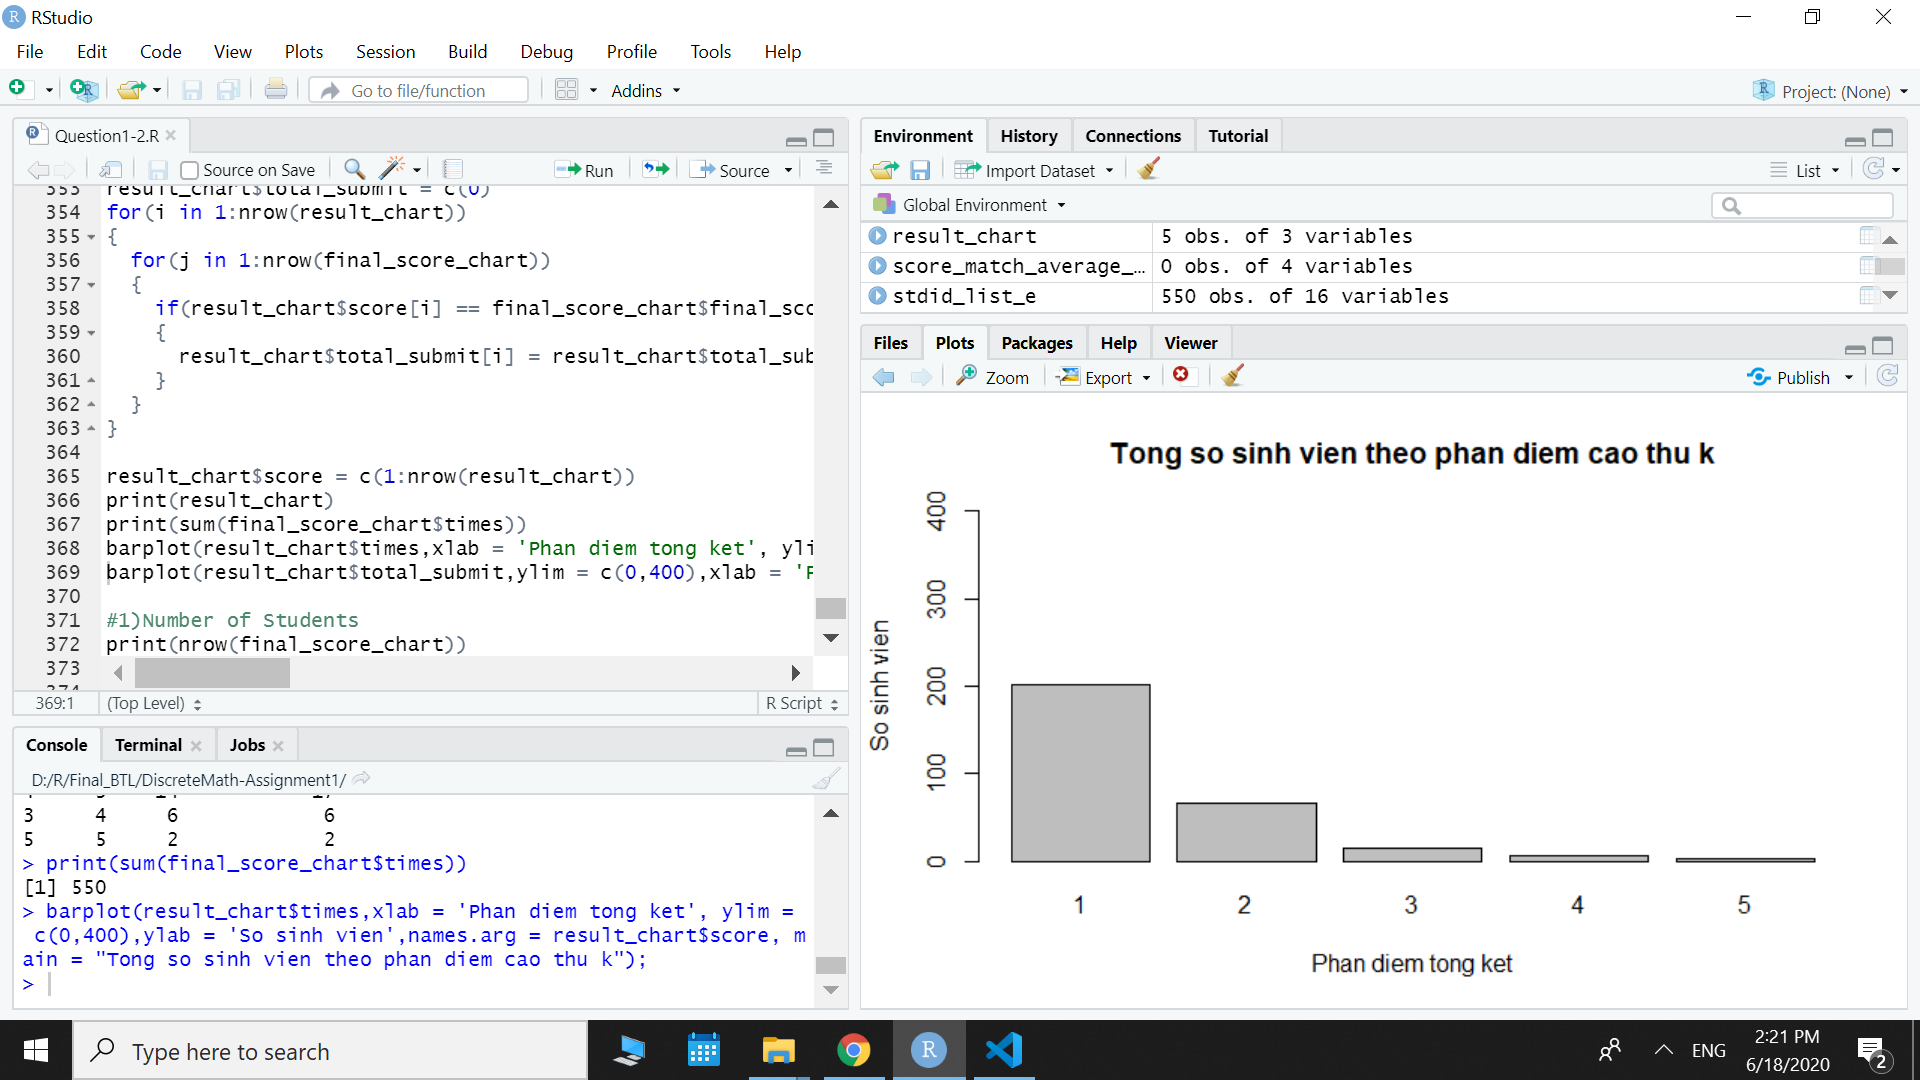 RStudio
File Edit Code View Plots Session Build Debug Profile Tools Help
Go to file/function Addins Project: (None)
Question1-2.R
Source on Save Run Source
353 result_chart$total_submit = c(0)
354 for(i in 1:nrow(result_chart))
355 {
356 for(j in 1:nrow(final_score_chart))
357 {
358 if(result_chart$score[i] == final_score_chart$final_sco
359 {
360 result_chart$total_submit[i] = result_chart$total_sub
361 }
362 }
363 }
364
365 result_chart$score = c(1:nrow(result_chart))
366 print(result_chart)
367 print(sum(final_score_chart$times))
368 barplot(result_chart$times,xlab = 'Phan diem tong ket', yli
369 barplot(result_chart$total_submit,ylim = c(0,400),xlab = '
370
371 #1)Number of Students
372 print(nrow(final_score_chart))
373
369:1 (Top Level) R Script
Console Terminal Jobs
D:/R/Final_BTL/DiscreteMath-Assignment1/
3 4 6 6
5 5 2 2
> print(sum(final_score_chart$times))
[1] 550
> barplot(result_chart$times,xlab = 'Phan diem tong ket', ylim =
c(0,400),ylab = 'So sinh vien',names.arg = result_chart$score, m
ain = "Tong so sinh vien theo phan diem cao thu k");
>
Environment History Connections Tutorial
Import Dataset List
Global Environment
result_chart 5 obs. of 3 variables
score_match_average_… 0 obs. of 4 variables
stdid_list_e 550 obs. of 16 variables
Files Plots Packages Help Viewer
Zoom Export Publish
Tong so sinh vien theo phan diem cao thu k
So sinh vien
400
300
200
100
0
1 2 3 4 5
Phan diem tong ket
Type here to search
R
ENG
2:21 PM
6/18/2020
2